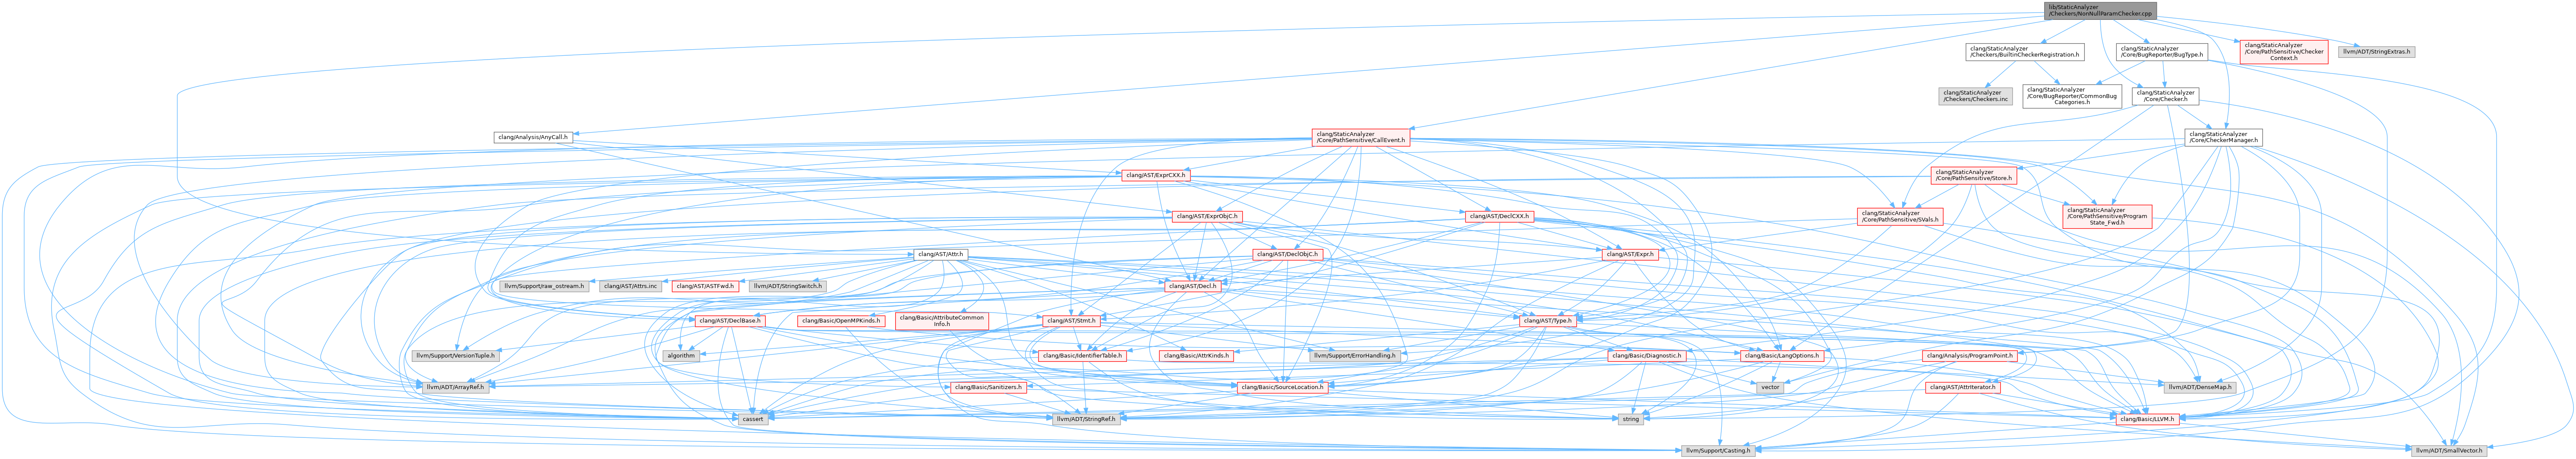 lib/StaticAnalyzer
/Checkers/NonNullParamChecker.cpp
clang/StaticAnalyzer
/Checkers/BuiltinCheckerRegistration.h
clang/StaticAnalyzer
/Core/BugReporter/BugType.h
clang/StaticAnalyzer
/Core/PathSensitive/Checker
Context.h
llvm/ADT/StringExtras.h
clang/StaticAnalyzer
/Checkers/Checkers.inc
clang/StaticAnalyzer
/Core/BugReporter/CommonBug
Categories.h
clang/StaticAnalyzer
/Core/Checker.h
clang/Analysis/AnyCall.h
clang/StaticAnalyzer
/Core/PathSensitive/CallEvent.h
clang/StaticAnalyzer
/Core/CheckerManager.h
clang/AST/ExprCXX.h
clang/StaticAnalyzer
/Core/PathSensitive/Store.h
clang/AST/ExprObjC.h
clang/AST/DeclCXX.h
clang/StaticAnalyzer
/Core/PathSensitive/SVals.h
clang/StaticAnalyzer
/Core/PathSensitive/Program
State_Fwd.h
clang/AST/Attr.h
clang/AST/DeclObjC.h
clang/AST/Expr.h
llvm/Support/raw_ostream.h
clang/AST/Attrs.inc
clang/AST/ASTFwd.h
llvm/ADT/StringSwitch.h
clang/AST/Decl.h
clang/AST/DeclBase.h
clang/Basic/OpenMPKinds.h
clang/Basic/AttributeCommon
Info.h
clang/AST/Stmt.h
clang/AST/Type.h
llvm/Support/VersionTuple.h
algorithm
clang/Basic/IdentifierTable.h
clang/Basic/AttrKinds.h
llvm/Support/ErrorHandling.h
clang/Basic/Diagnostic.h
clang/Basic/LangOptions.h
clang/Analysis/ProgramPoint.h
llvm/ADT/ArrayRef.h
clang/Basic/Sanitizers.h
clang/Basic/SourceLocation.h
vector
clang/AST/AttrIterator.h
llvm/ADT/DenseMap.h
cassert
llvm/ADT/StringRef.h
string
clang/Basic/LLVM.h
llvm/Support/Casting.h
llvm/ADT/SmallVector.h